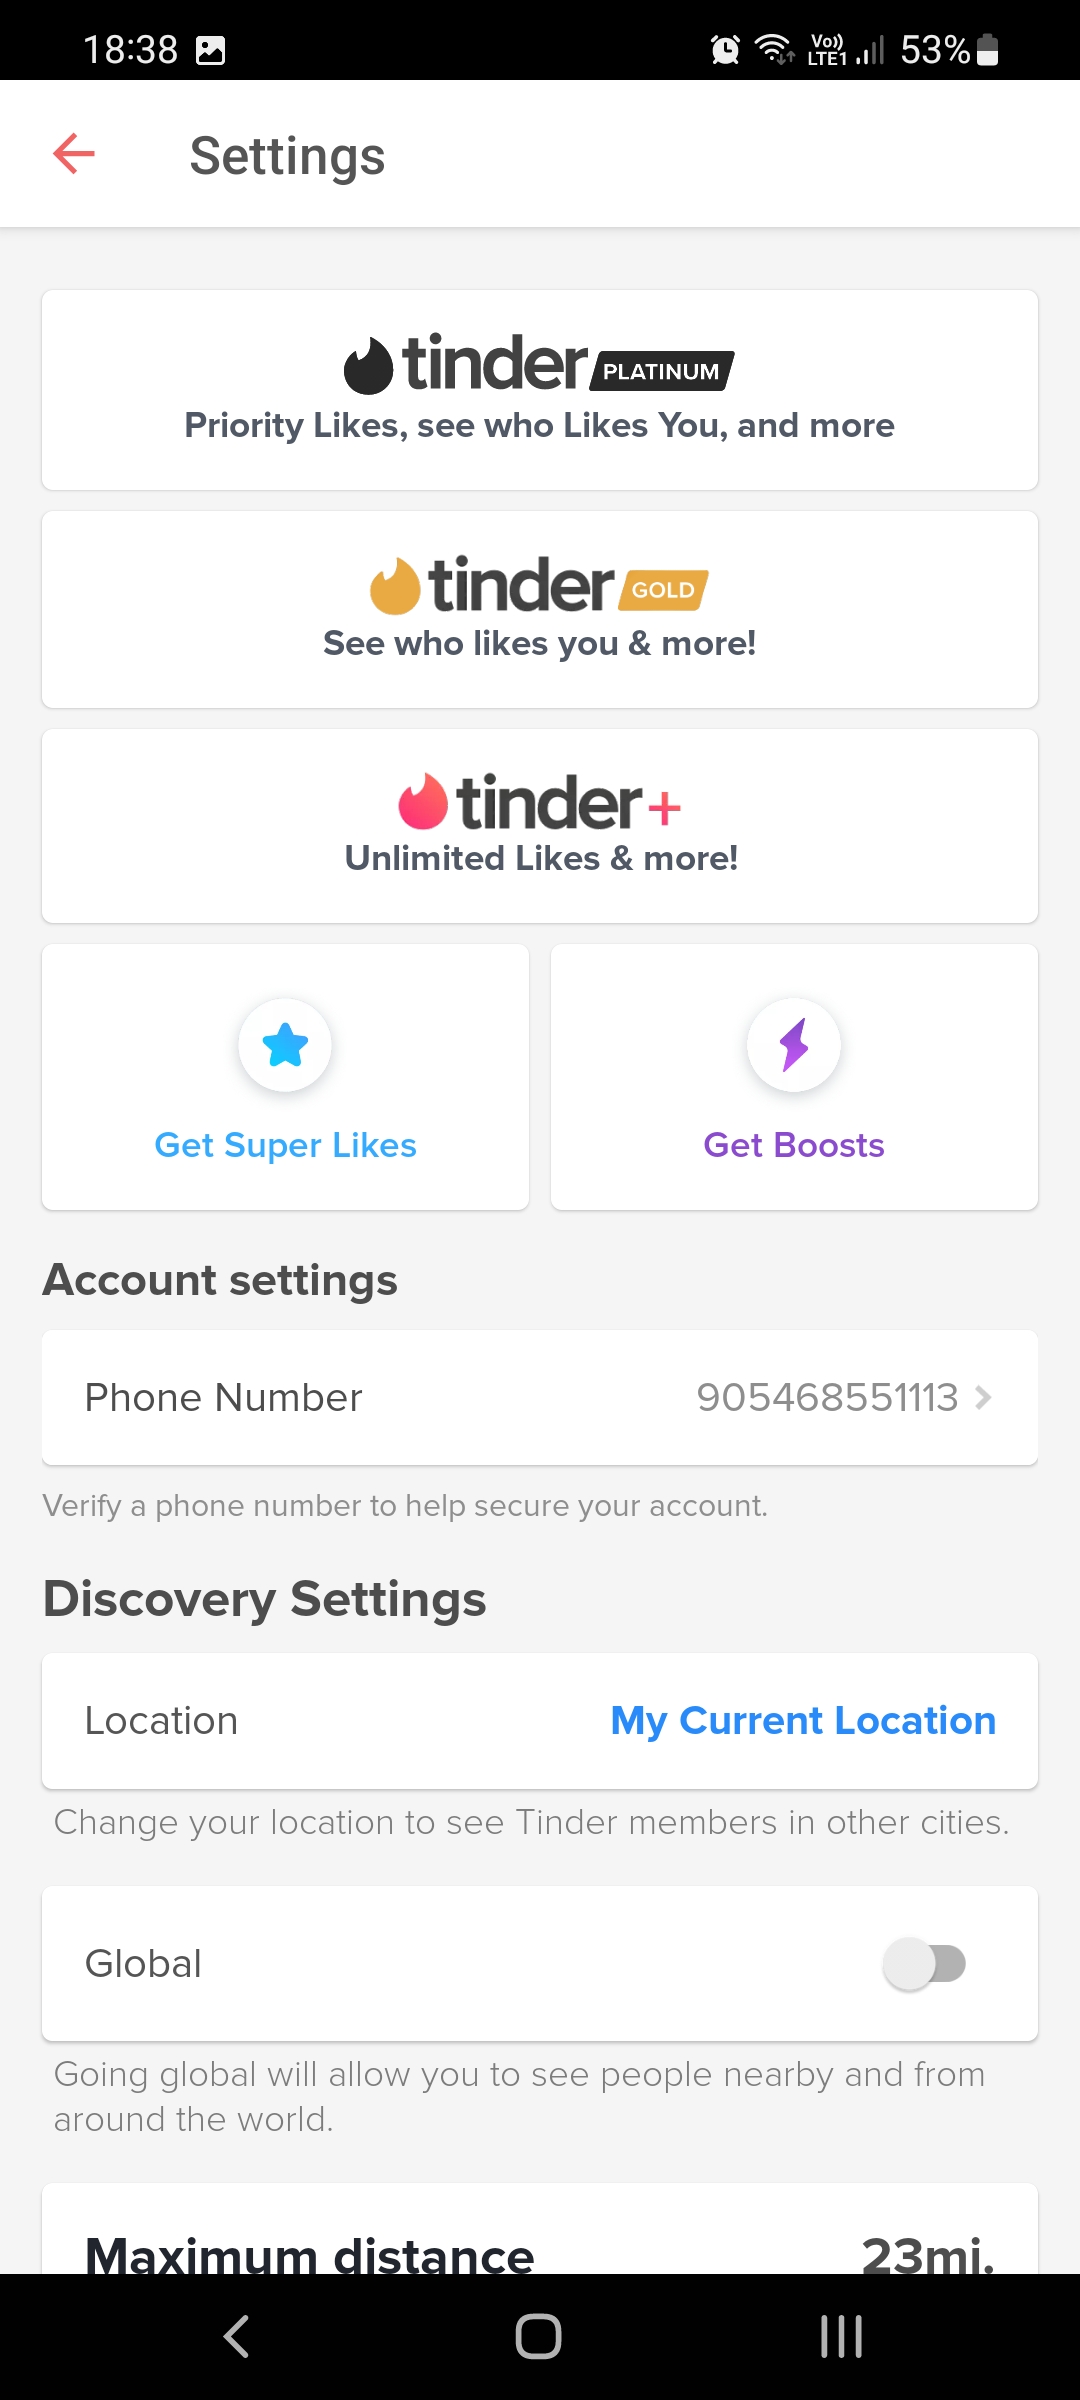 18:38
Vo)) LTE1 53%
Settings
tinder PLATINUM
Priority Likes, see who Likes You, and more
tinder GOLD
See who likes you & more!
tinder+
Unlimited Likes & more!
Get Super Likes
Get Boosts
Account settings
Phone Number 905468551113
Verify a phone number to help secure your account.
Discovery Settings
Location My Current Location
Change your location to see Tinder members in other cities.
Global
Going global will allow you to see people nearby and from
around the world.
Maximum distance 23mi.